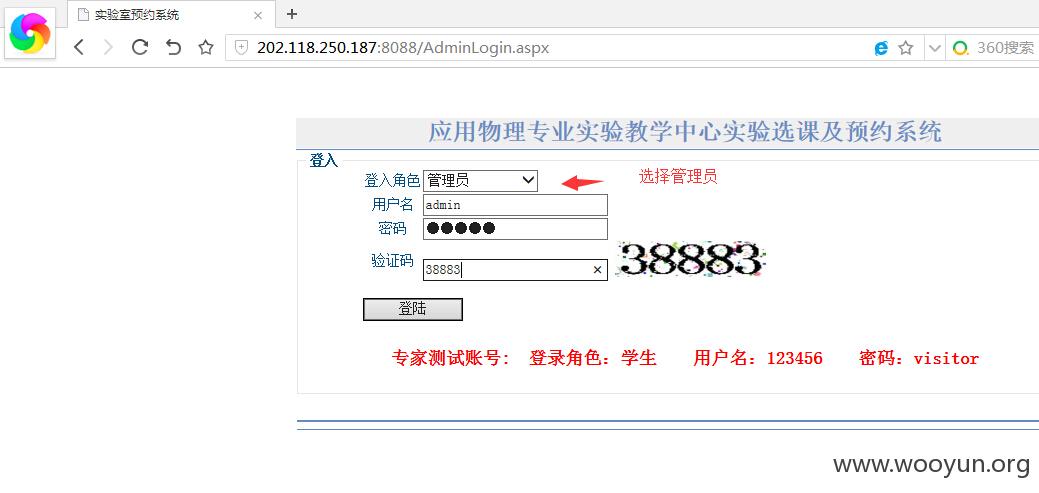 实验室预约系统
202.118.250.187:8088/AdminLogin.aspx
360搜索
应用物理专业实验教学中心实验选课及预约系统
登入
登入角色 管理员 选择管理员
用户名 admin
密码 ●●●●●
验证码 38883 38883
登陆
专家测试账号: 登录角色：学生 用户名：123456 密码：visitor
www.wooyun.org